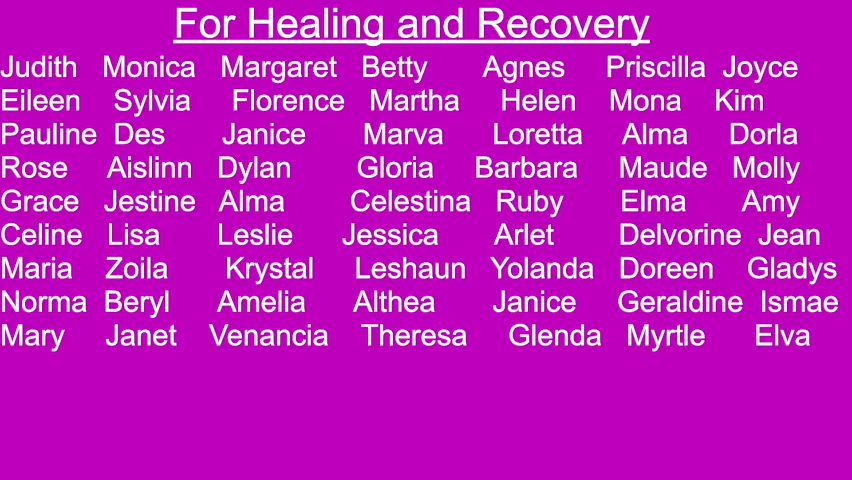 For Healing and Recovery
Judith Monica Margaret Betty Agnes Priscilla Joyce
Eileen Sylvia Florence Martha Helen Mona Kim
Pauline Des Janice Marva Loretta Alma Dorla
Rose Aislinn Dylan Gloria Barbara Maude Molly
Grace Jestine Alma Celestina Ruby Elma Amy
Celine Lisa Leslie Jessica Arlet Delvorine Jean
Maria Zoila Krystal Leshaun Yolanda Doreen Gladys
Norma Beryl Amelia Althea Janice Geraldine Ismae
Mary Janet Venancia Theresa Glenda Myrtle Elva